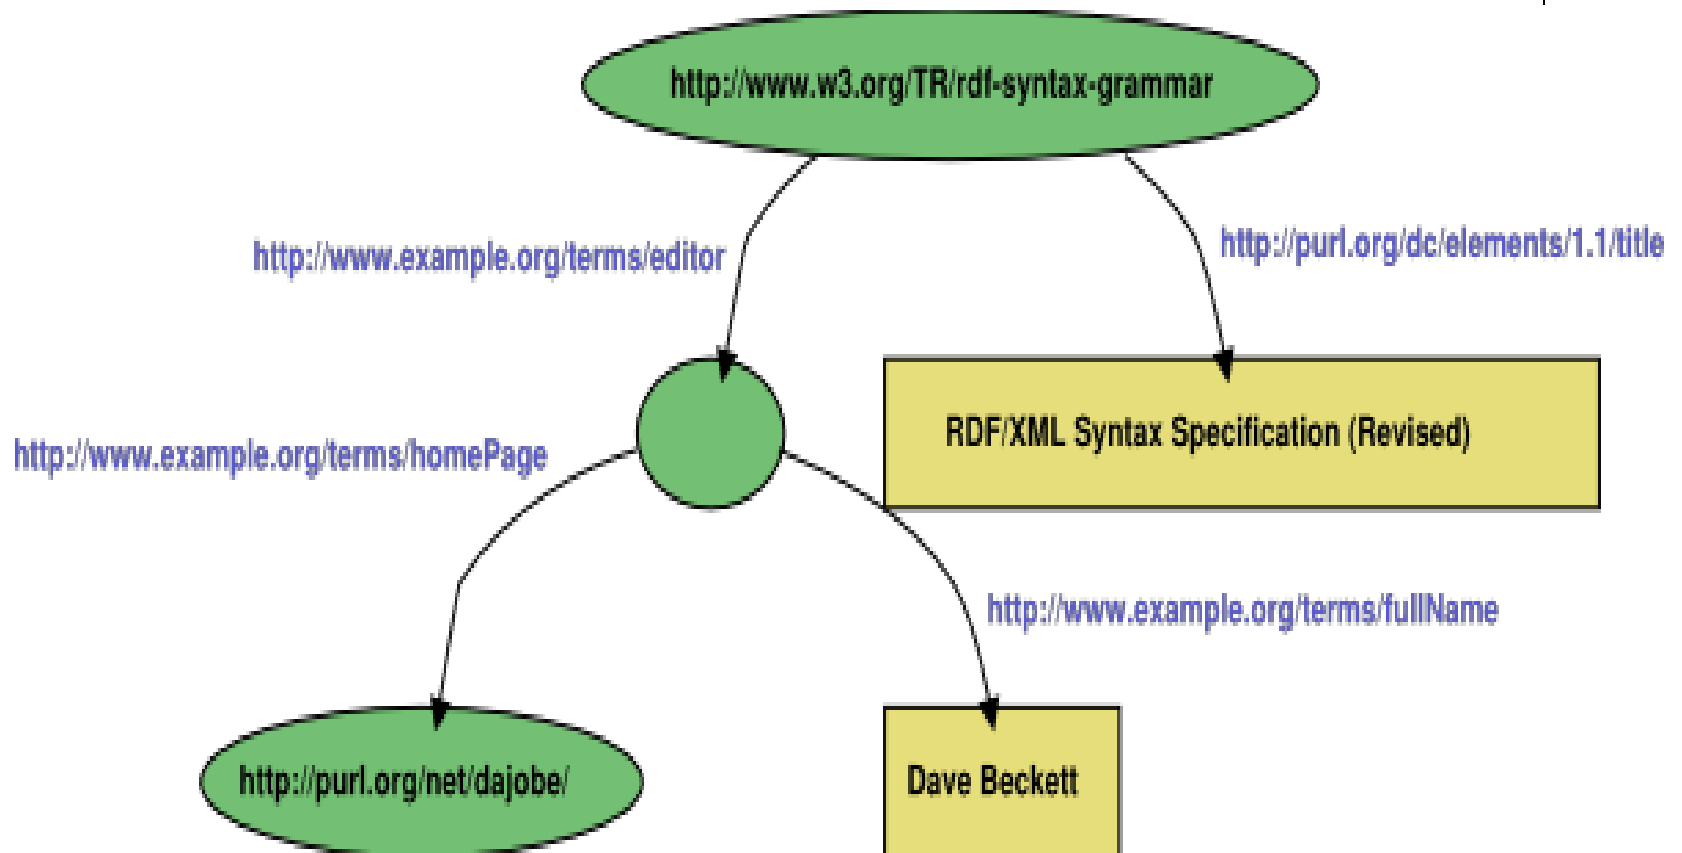 http://www.w3.org/TR/rdf-syntax-grammar
http://www.example.org/terms/editor
http://purl.org/dc/elements/1.1/title
RDF/XML Syntax Specification (Revised)
http://www.example.org/terms/homePage
http://www.example.org/terms/fullName
http://purl.org/net/dajobe/
Dave Beckett